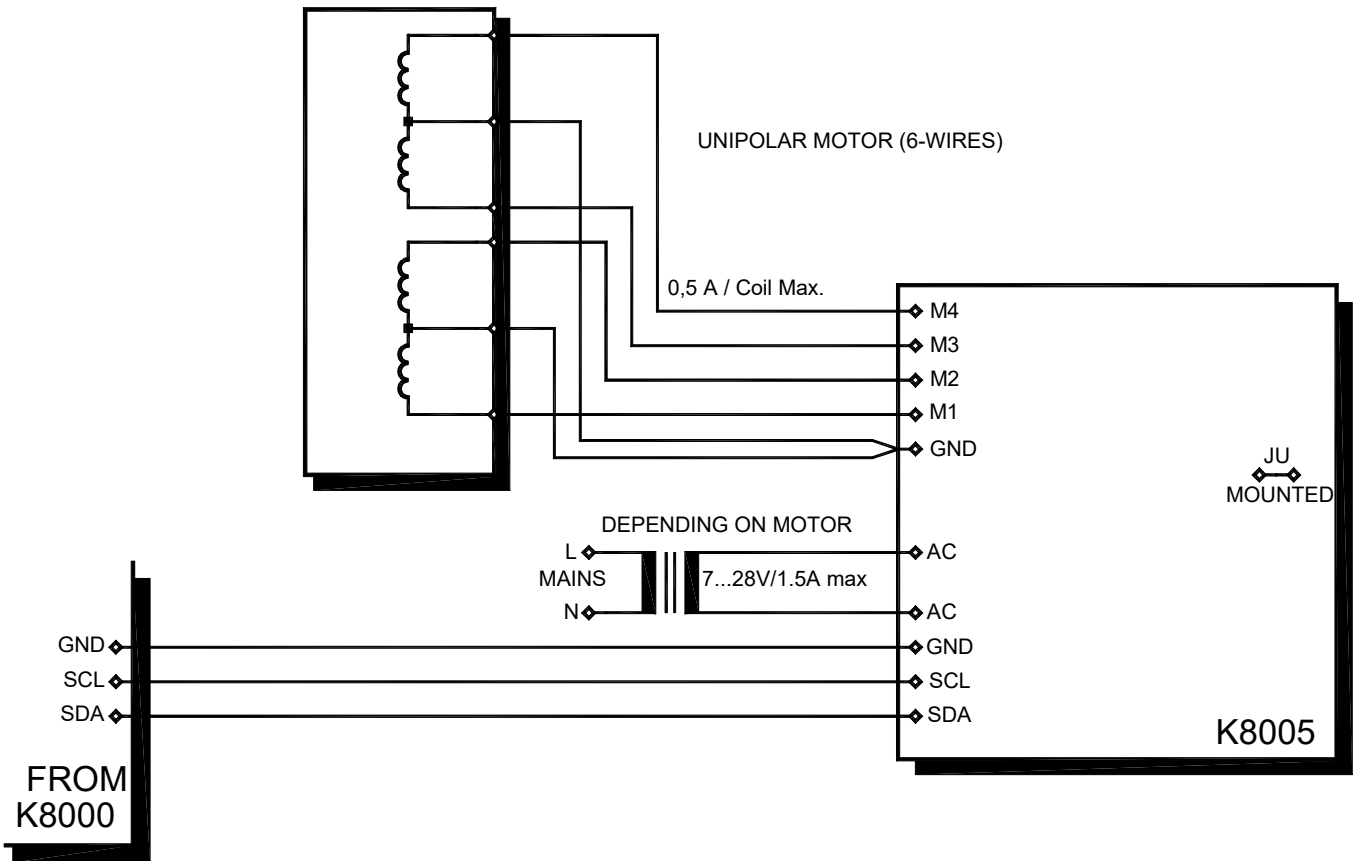 UNIPOLAR MOTOR (6-WIRES)
0,5 A / Coil Max.
M4
M3
M2
M1
GND
JU
MOUNTED
DEPENDING ON MOTOR
L
MAINS
N
7...28V/1.5A max
AC
AC
GND
SCL
SDA
GND
SCL
SDA
K8005
FROM
K8000